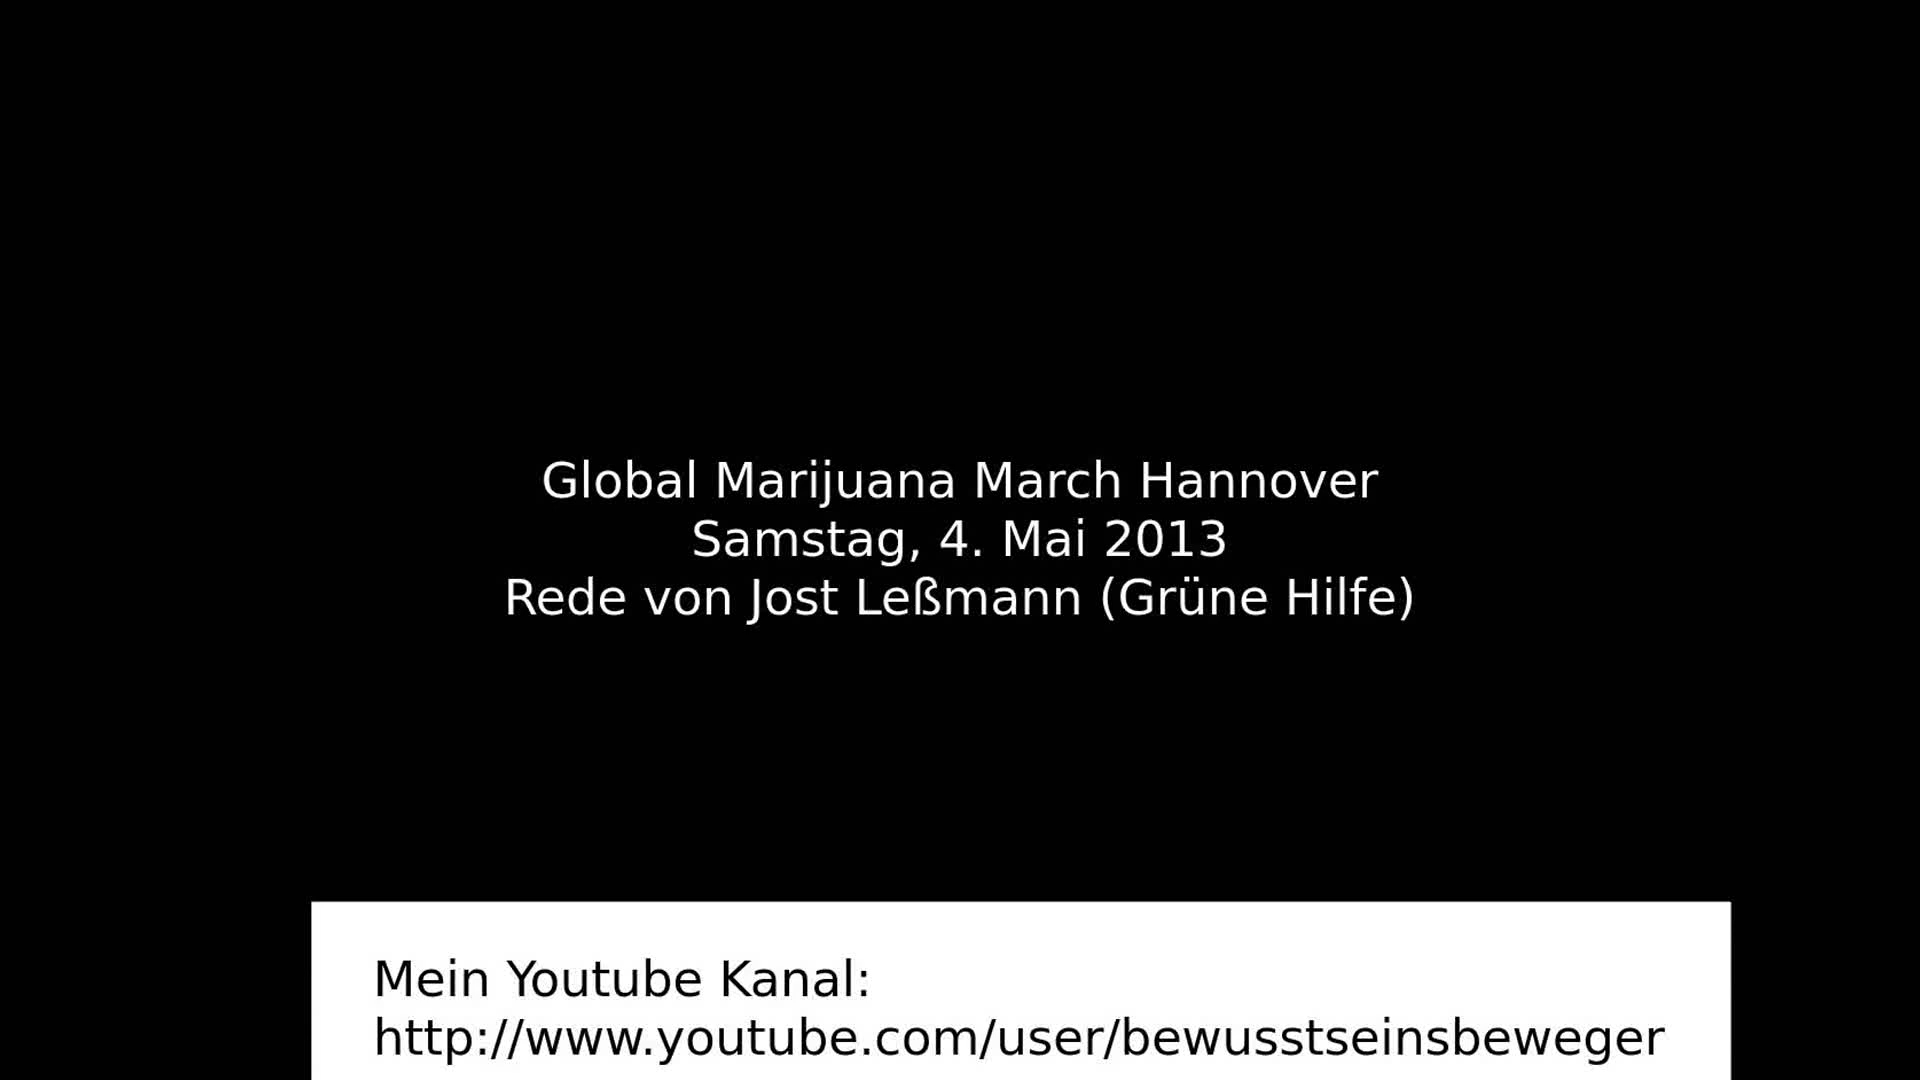 Global Marijuana March Hannover
Samstag, 4. Mai 2013
Rede von Jost Leßmann (Grüne Hilfe)
Mein Youtube Kanal:
http://www.youtube.com/user/bewusstseinsbeweger